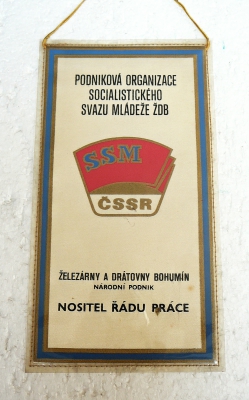 PODNIKOVÁ ORGANIZACE
SOCIALISTICKÉHO
SVAZU MLÁDEŽE ŽDB
SSM
ČSSR
ŽELEZÁRNY A DRÁTOVNY BOHUMÍN
NÁRODNÍ PODNIK
NOSITEL ŘÁDU PRÁCE